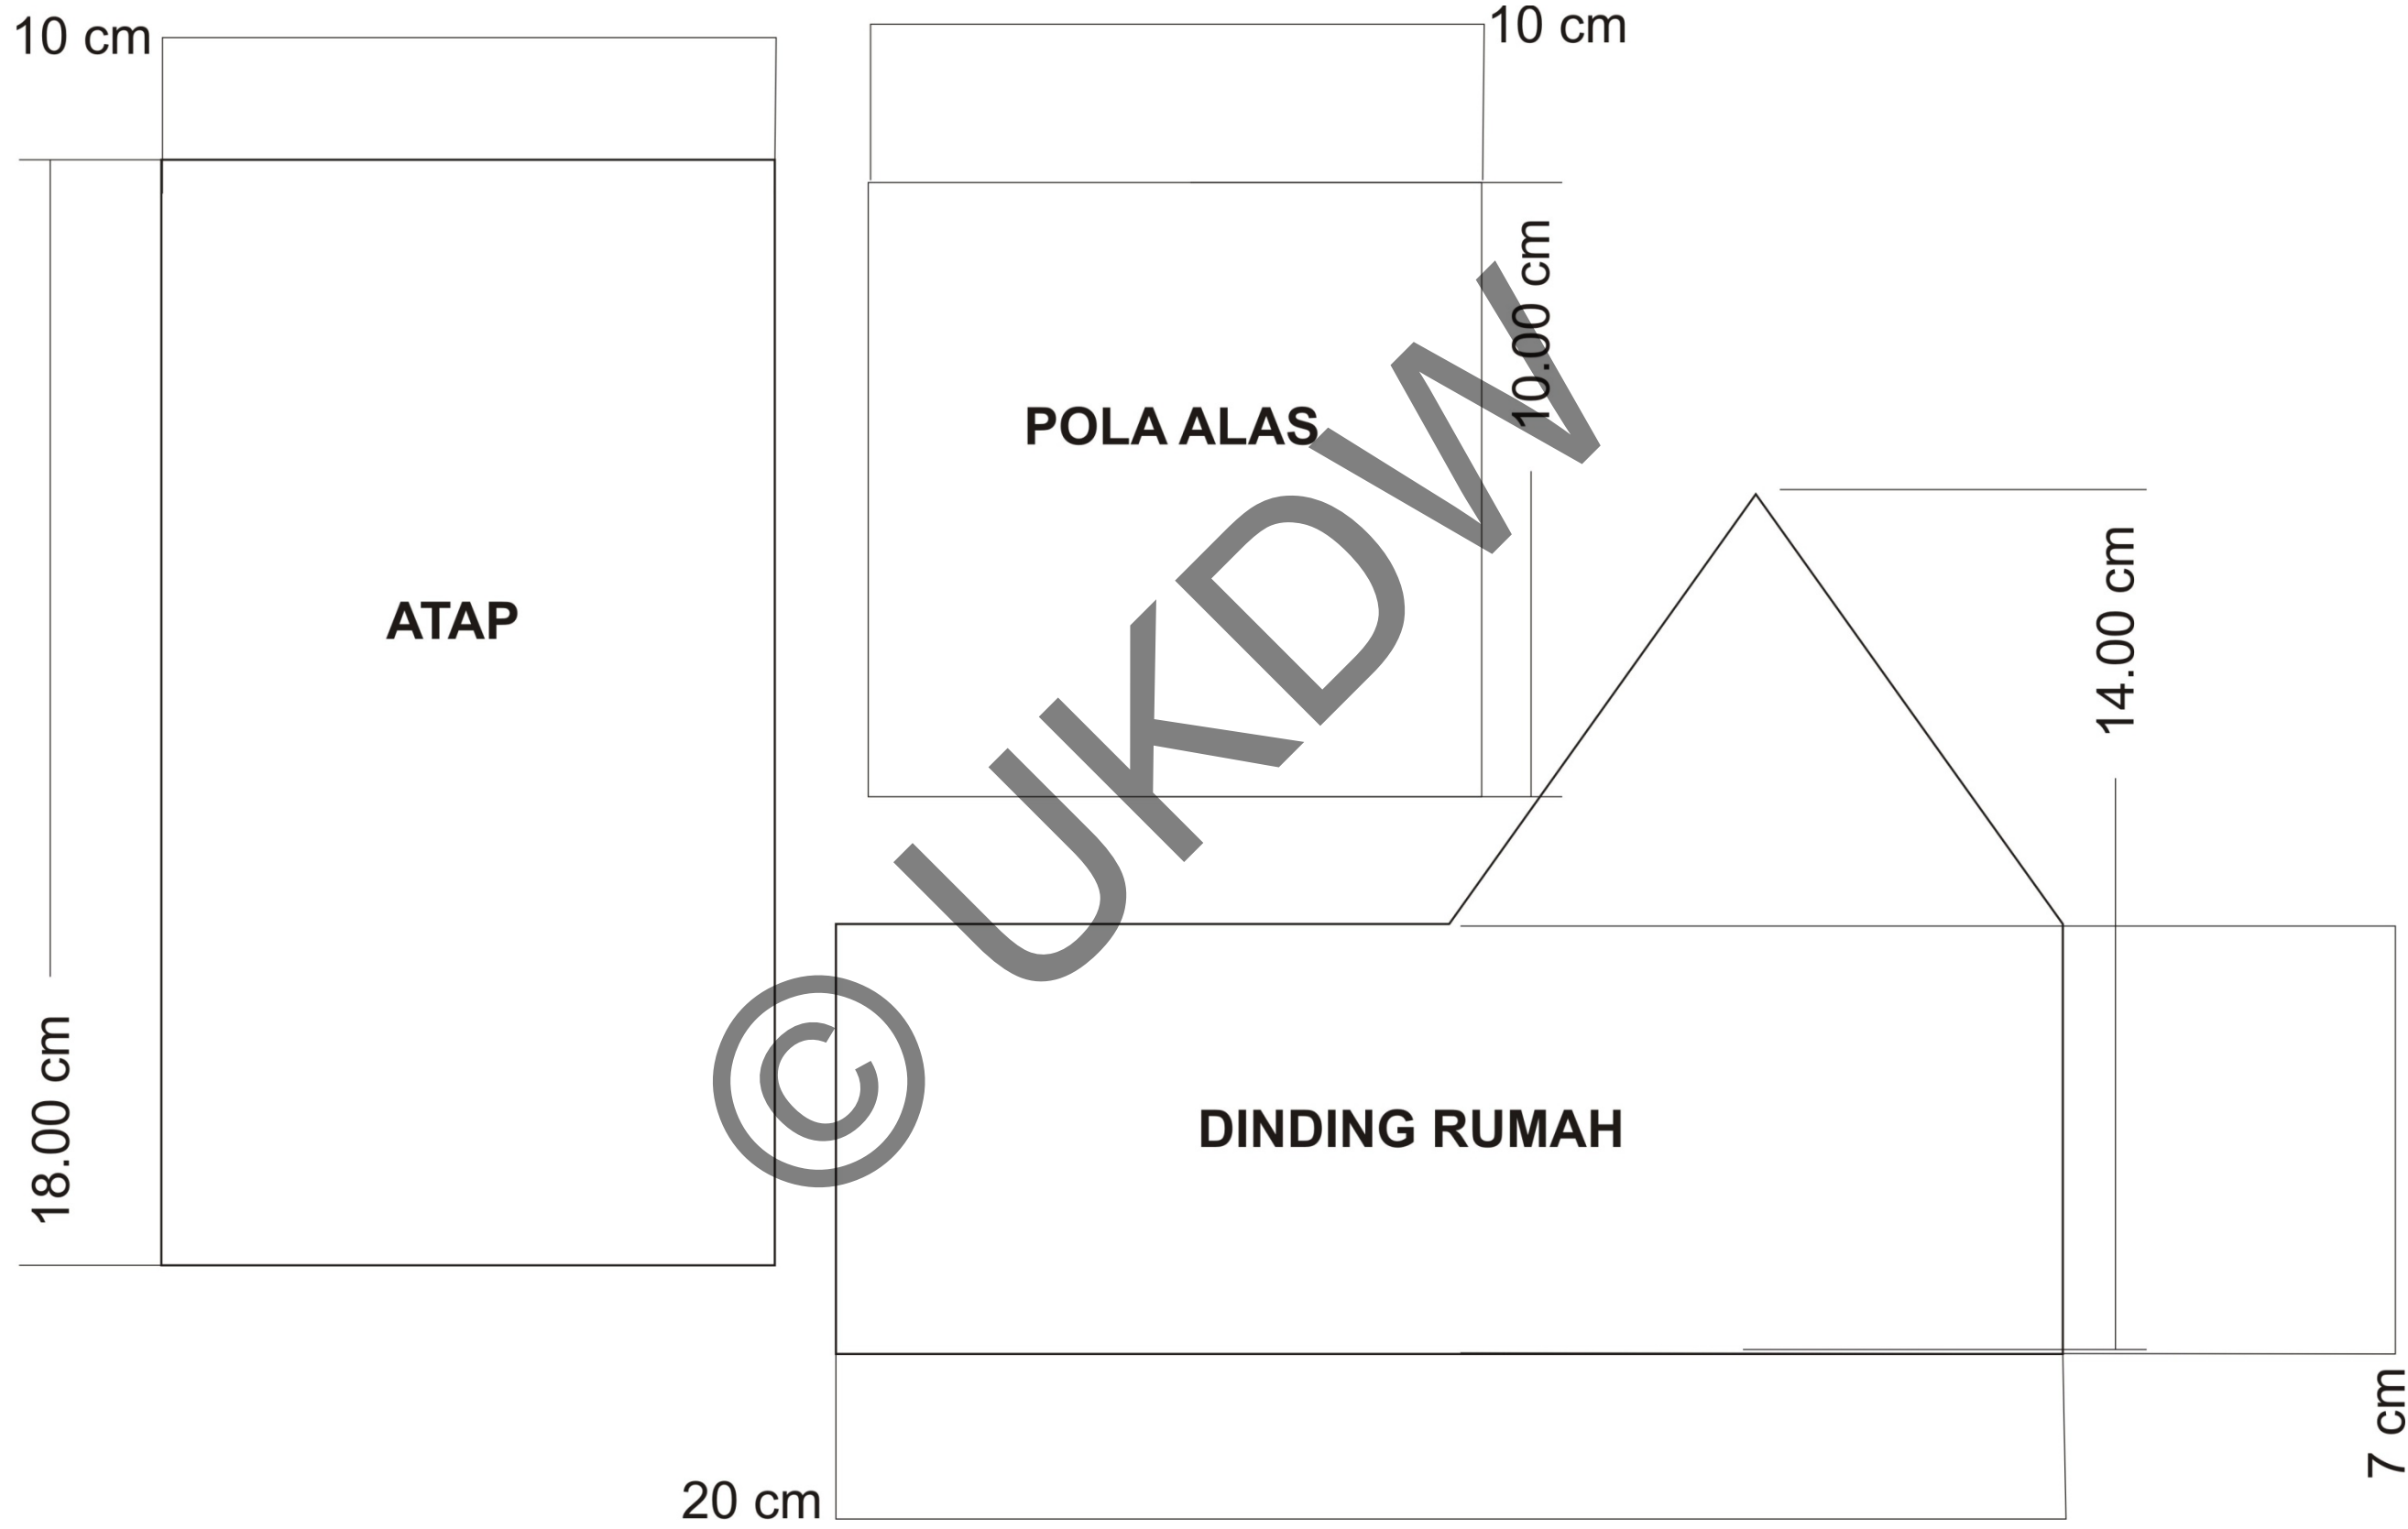 10 cm
10 cm
10.00 cm
POLA ALAS
ATAP
14.00 cm
18.00 cm
DINDING RUMAH
7 cm
20 cm
© UKDW